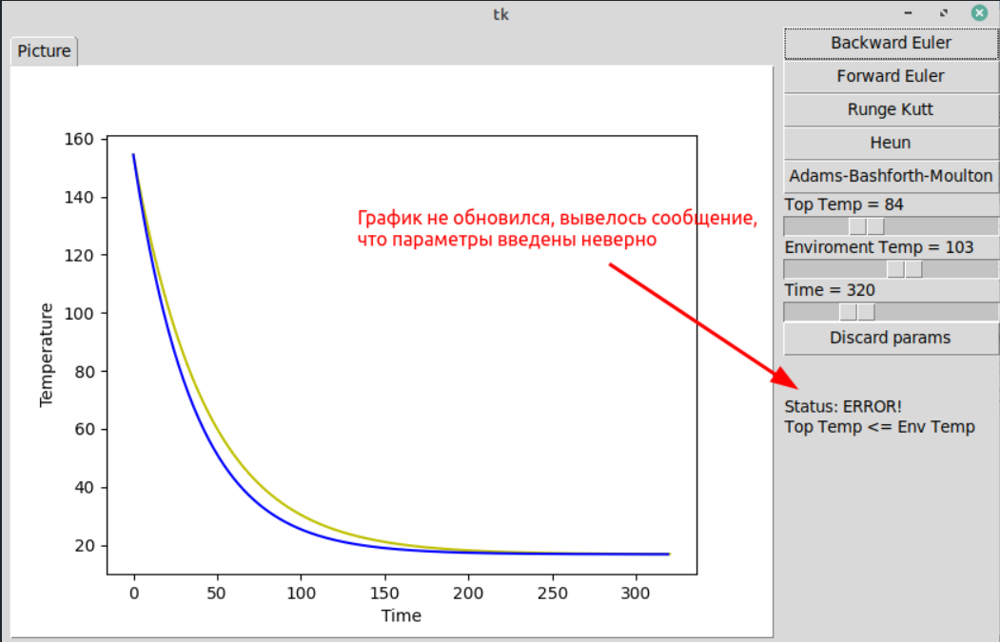 tk
Picture
Backward Euler
Forward Euler
Runge Kutt
Heun
Adams-Bashforth-Moulton
Top Temp = 84
Enviroment Temp = 103
Time = 320
Discard params
Status: ERROR!
Top Temp <= Env Temp
График не обновился, вывелось сообщение,
что параметры введены неверно
160
140
120
100
80
60
40
20
Temperature
0
50
100
150
200
250
300
Time